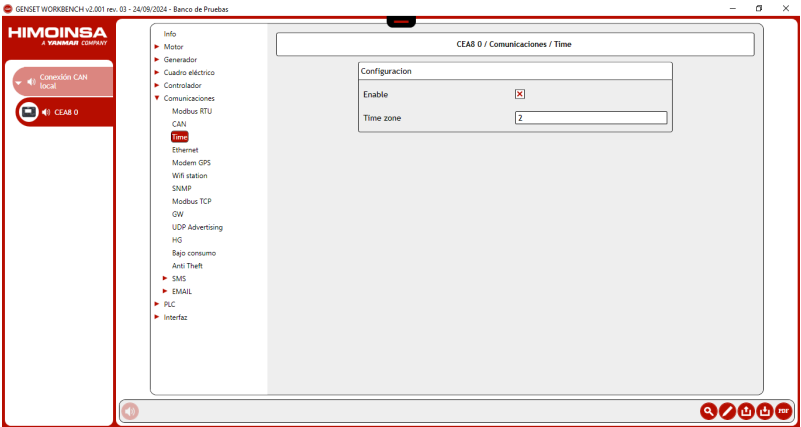 GENSET WORKBENCH v2.001 rev. 03 - 24/09/2024 - Banco de Pruebas
HIMOINSA
A YANMAR COMPANY
Conexión CAN
local
CEA8 0
Info
Motor
Generador
Cuadro eléctrico
Controlador
Comunicaciones
Modbus RTU
CAN
Time
Ethernet
Modem GPS
Wifi station
SNMP
Modbus TCP
GW
UDP Advertising
HG
Bajo consumo
Anti Theft
SMS
EMAIL
PLC
Interfaz
CEA8 0 / Comunicaciones / Time
Configuracion
Enable
Time zone
2
PDF